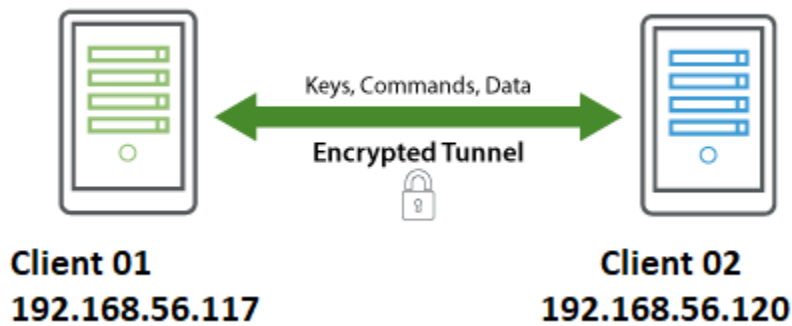 Keys, Commands, Data
Encrypted Tunnel
Client 01
192.168.56.117
Client 02
192.168.56.120